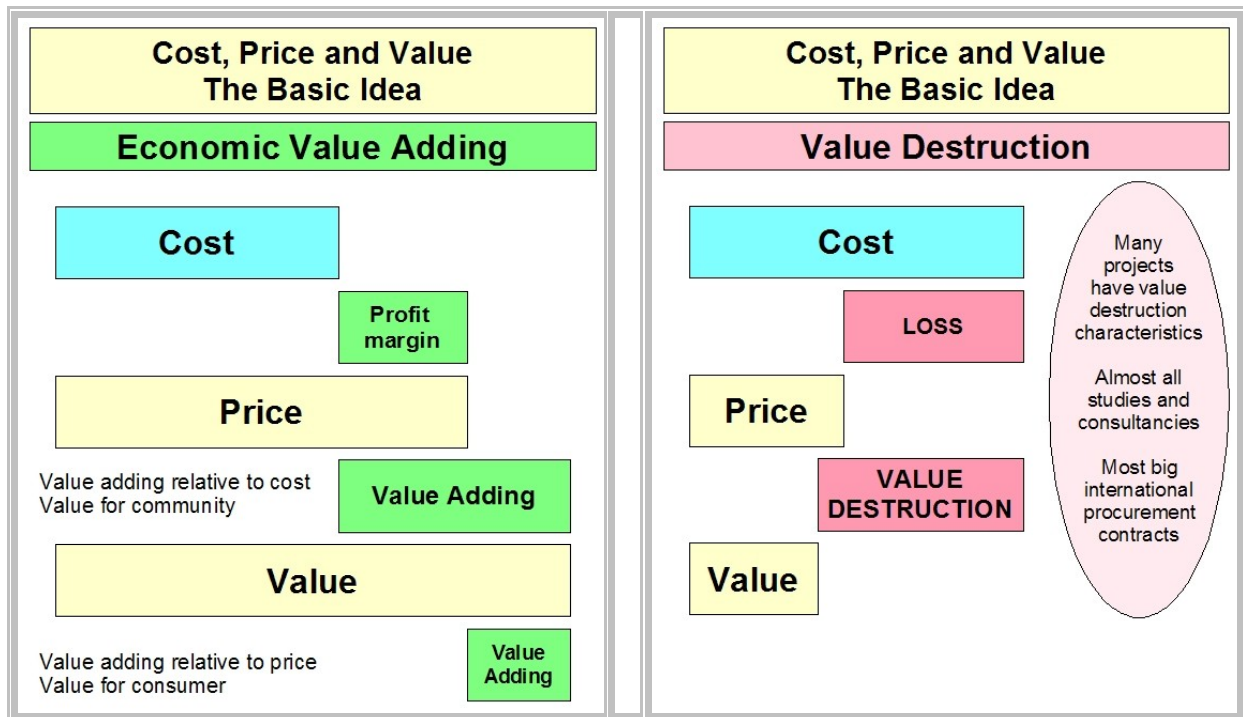 Cost, Price and Value
The Basic Idea
Economic Value Adding
Cost
Profit
margin
Price
Value adding relative to cost
Value for community
Value Adding
Value
Value adding relative to price
Value for consumer
Value
Adding
Cost, Price and Value
The Basic Idea
Value Destruction
Cost
LOSS
Price
VALUE
DESTRUCTION
Value
Many
projects
have value
destruction
characteristics
Almost all
studies and
consultancies
Most big
international
procurement
contracts